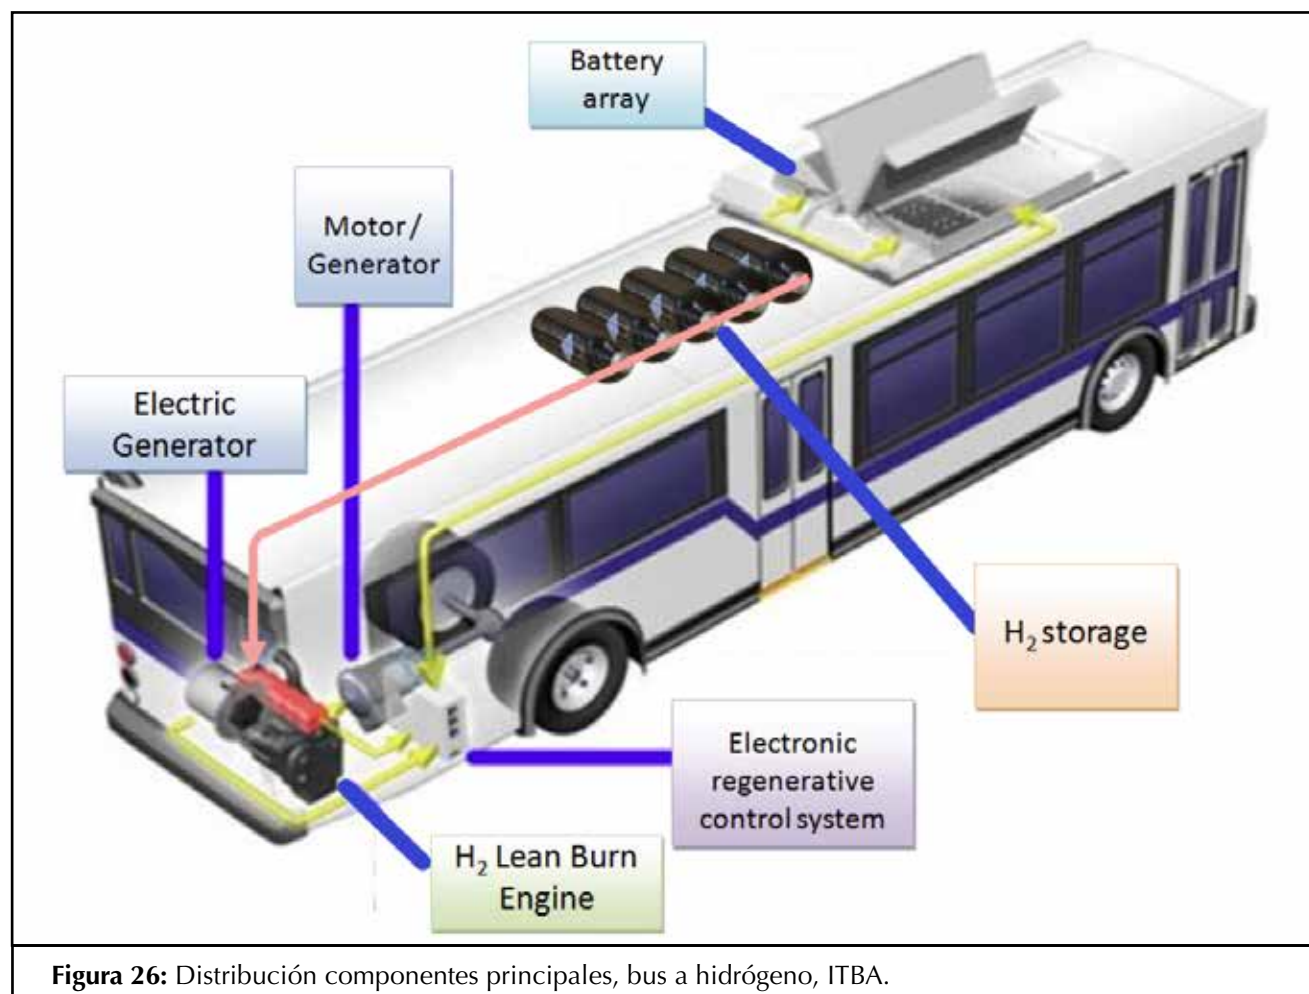 Battery
array
Motor /
Generator
Electric
Generator
H₂ storage
Electronic
regenerative
control system
H₂ Lean Burn
Engine
Figura 26: Distribución componentes principales, bus a hidrógeno, ITBA.